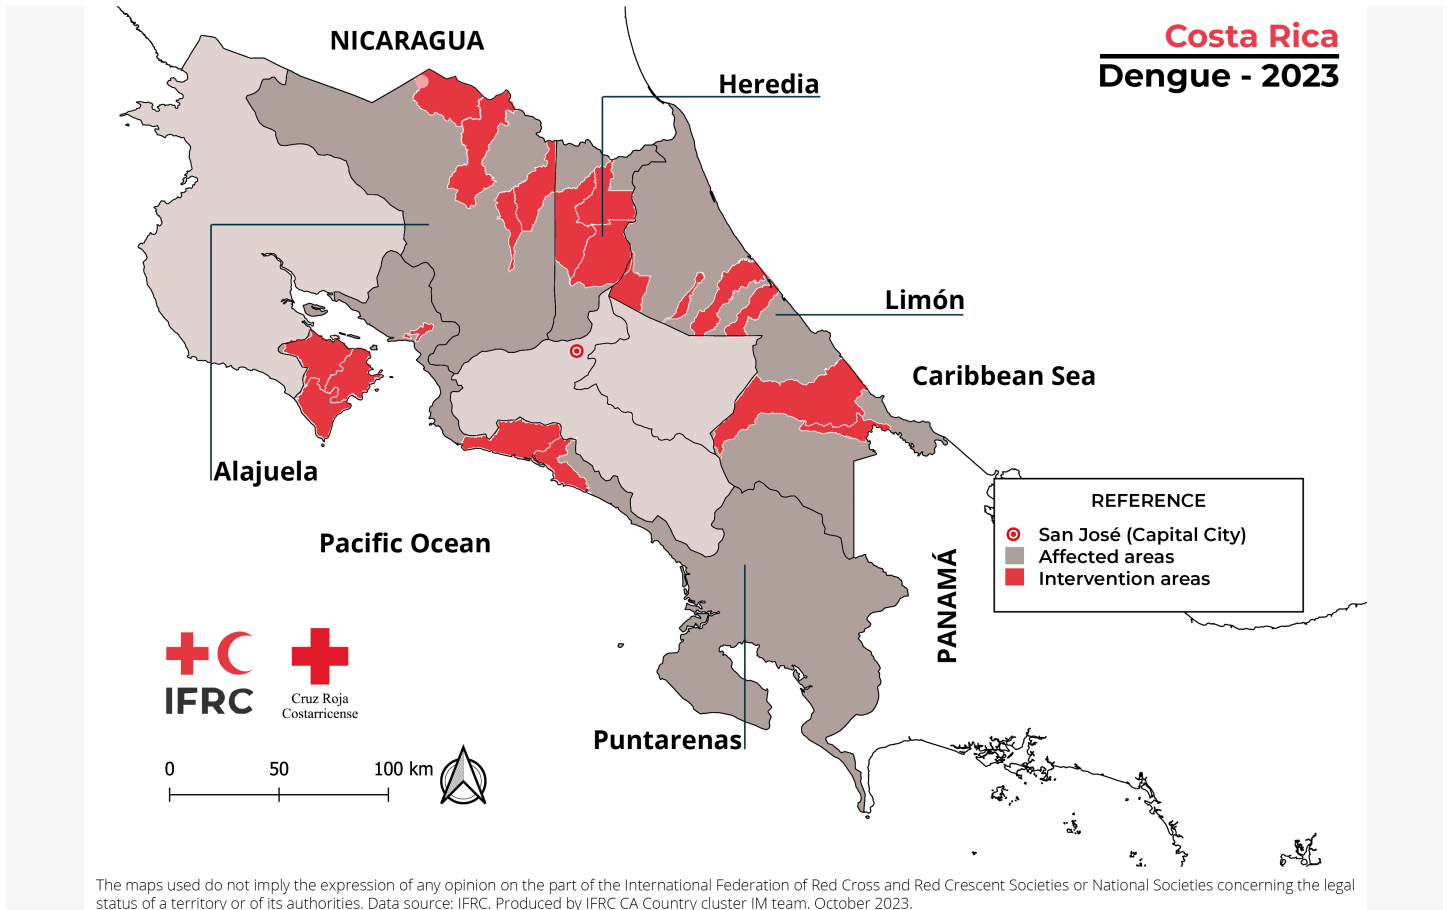 Costa Rica
Dengue - 2023
NICARAGUA
Heredia
Limón
Caribbean Sea
Alajuela
Pacific Ocean
PANAMÁ
Puntarenas
REFERENCE
San José (Capital City)
Affected areas
Intervention areas
IFRC
Cruz Roja
Costarricense
0 50 100 km
The maps used do not imply the expression of any opinion on the part of the International Federation of Red Cross and Red Crescent Societies or National Societies concerning the legal
status of a territory or of its authorities. Data source: IFRC. Produced by IFRC CA Country cluster IM team. October 2023.